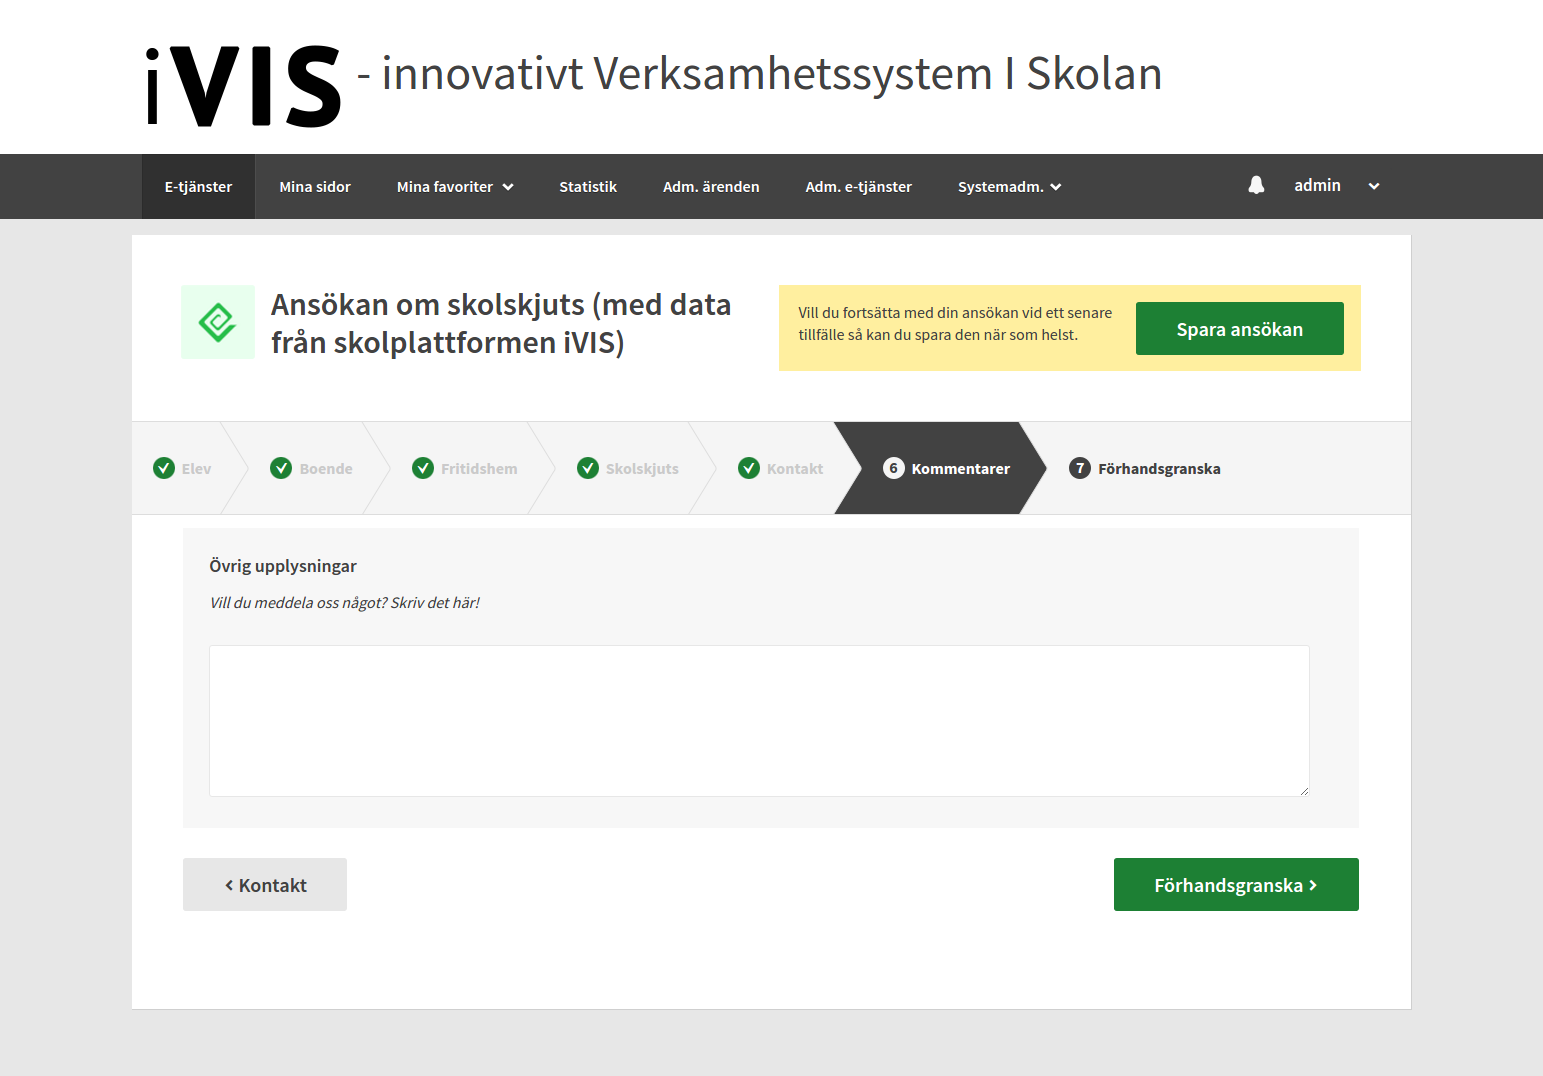 iVIS - innovativt Verksamhetssystem I Skolan
E-tjänster Mina sidor Mina favoriter Statistik Adm. ärenden Adm. e-tjänster Systemadm. admin
Ansökan om skolskjuts (med data
från skolplattformen iVIS)
Vill du fortsätta med din ansökan vid ett senare
tillfälle så kan du spara den när som helst.
Spara ansökan
Elev Boende Fritidshem Skolskjuts Kontakt 6 Kommentarer 7 Förhandsgranska
Övrig upplysningar
Vill du meddela oss något? Skriv det här!
Kontakt
Förhandsgranska